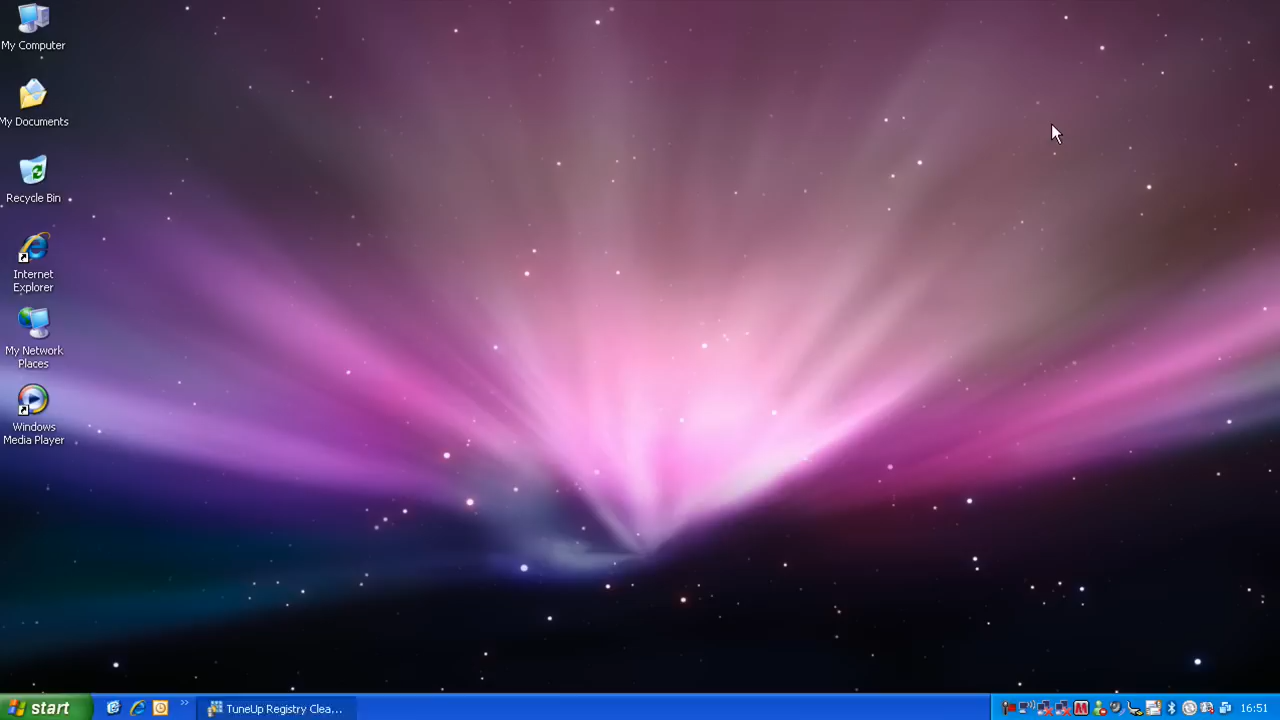 My Computer
My Documents
Recycle Bin
Internet
Explorer
My Network
Places
Windows
Media Player
start
TuneUp Registry Clea...
16:51